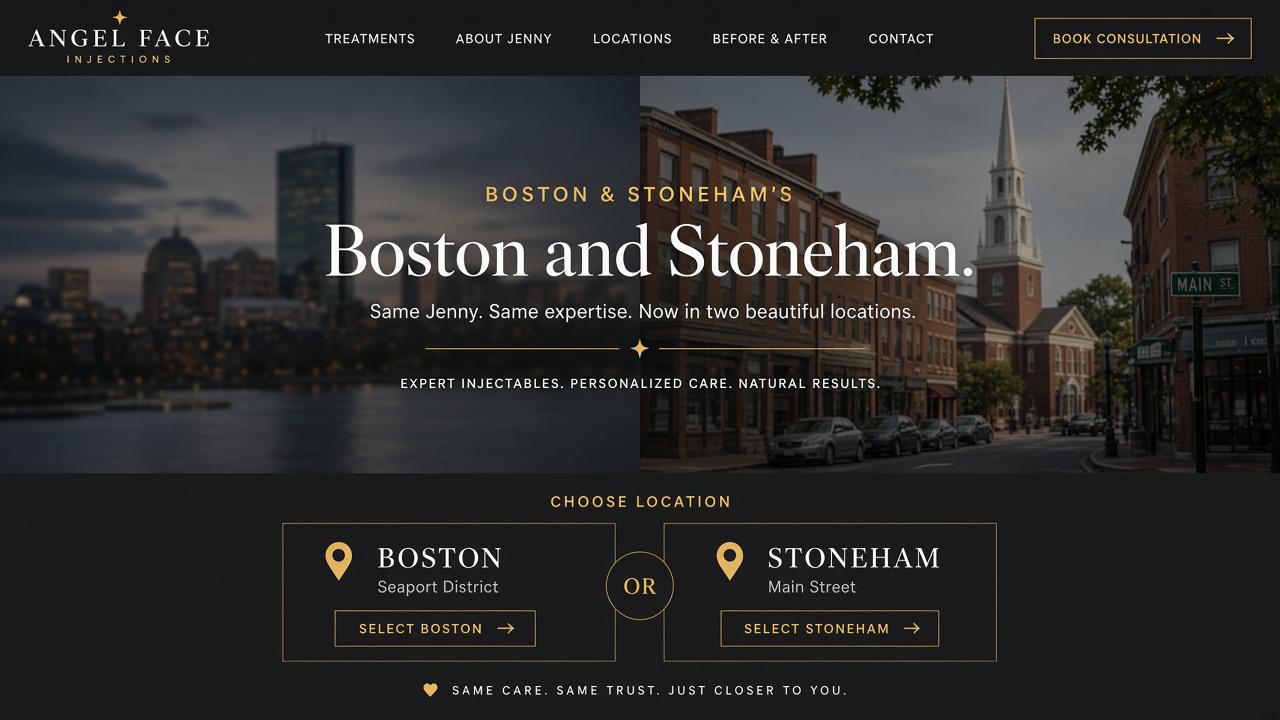 ANGEL FACE
INJECTIONS
TREATMENTS
ABOUT JENNY
LOCATIONS
BEFORE & AFTER
CONTACT
BOOK CONSULTATION
BOSTON & STONEHAM’S
Boston and Stoneham.
Same Jenny. Same expertise. Now in two beautiful locations.
EXPERT INJECTABLES. PERSONALIZED CARE. NATURAL RESULTS.
MAIN ST.
CHOOSE LOCATION
BOSTON
Seaport District
SELECT BOSTON
OR
STONEHAM
Main Street
SELECT STONEHAM
SAME CARE. SAME TRUST. JUST CLOSER TO YOU.